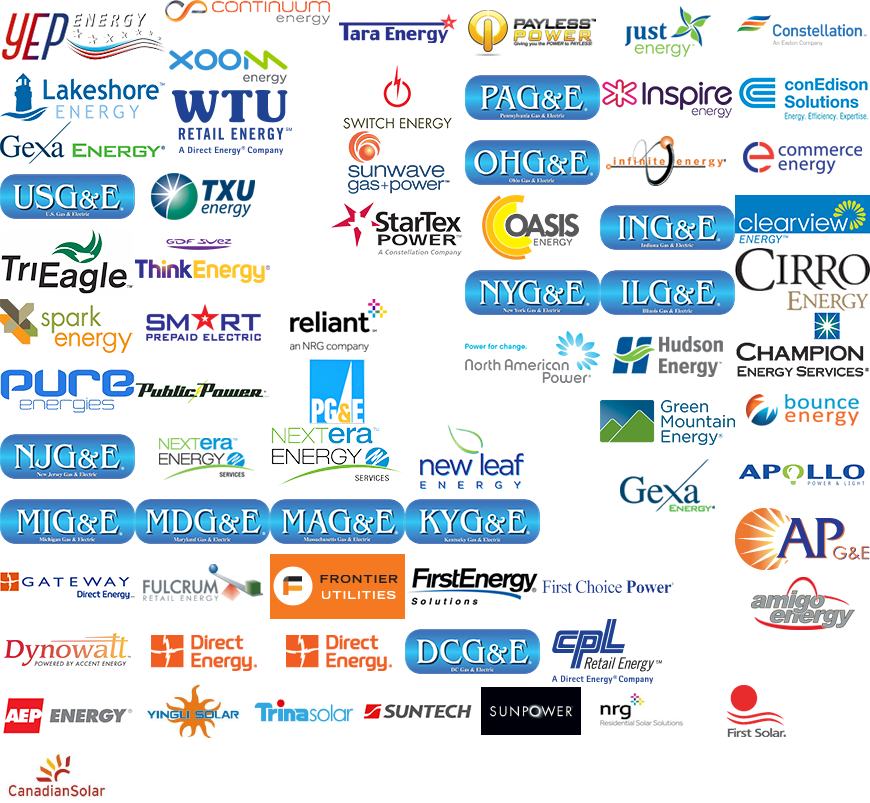 YEP ENERGY
continuum
energy
Tara Energy
PAYLESS
POWER
Giving you the POWER to PAYLESS!
just
energy
Constellation
An Exelon Company
XOOM
energy
Lakeshore
ENERGY
WTU
RETAIL ENERGY
A Direct Energy® Company
SWITCH ENERGY
PAG&E
Pennsylvania Gas & Electric
Inspire
energy
conEdison
Solutions
Energy. Efficiency. Expertise.
Gexa ENERGY®
sunwave
gas+power™
OHG&E
Ohio Gas & Electric
infinite energy
commerce
energy
USG&E®
U.S. Gas & Electric
TXU
energy
StarTex
POWER™
A Constellation Company
OASIS
ENERGY
ING&E
Indiana Gas & Electric
clearview
ENERGY™
TriEagle™
GDF SUEZ
ThinkEnergy®
NYG&E
New York Gas & Electric
ILG&E
Illinois Gas & Electric
CIRRO
ENERGY
spark
energy
SMART
PREPAID ELECTRIC
reliant
an NRG company
Power for change.
North American
Power®
Hudson
Energy
CHAMPION
ENERGY SERVICES®
pure
energies
Public Power
PG&E
Green
Mountain
Energy®
bounce
energy
NJG&E
New Jersey Gas & Electric
NEXTera™
ENERGY
SERVICES
NEXTera™
ENERGY
SERVICES
new leaf
ENERGY
Gexa
ENERGY®
APOLLO
POWER & LIGHT
MIG&E
Michigan Gas & Electric
MDG&E
Maryland Gas & Electric
MAG&E
Massachusetts Gas & Electric
KYG&E
Kentucky Gas & Electric
AP
G&E
GATEWAY
Direct Energy
FULCRUM
RETAIL ENERGY
F
FRONTIER
UTILITIES
FirstEnergy
Solutions
First Choice Power
amigo
energy
Dynowatt
POWERED BY ACCENT ENERGY
Direct
Energy®
Direct
Energy®
DCG&E
DC Gas & Electric
cpl
Retail Energy™
A Direct Energy® Company
AEP ENERGY®
YINGLI SOLAR
Trinasolar
SUNTECH
SUNPOWER
nrg
Residential Solar Solutions
First Solar.
CanadianSolar